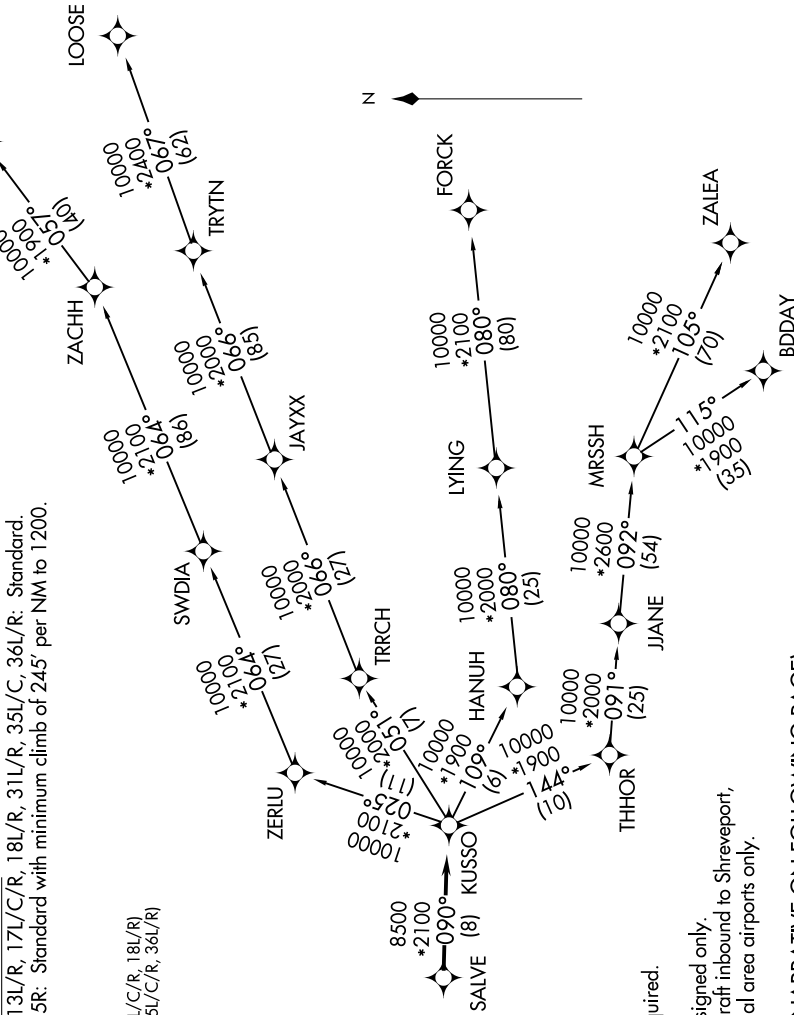 13L/R, 17L/C/R, 18L/R, 31L/R, 35L/C, 36L/R: Standard.
5R: Standard with minimum climb of 245' per NM to 1200.
L/C/R, 18L/R)
5L/C/R, 36L/R)
LOOSE
10000
*2400
067°
(62)
TRYTN
10000
*1900
057°
(40)
ZACHH
10000
*2000
066°
(85)
10000
*2100
064°
(86)
JAYXX
SWDIA
10000
*2000
066°
(27)
10000
*2100
064°
(27)
TRRCH
ZERLU
10000
*2000
051°
(7)
10000
*2100
025°
(11)
N
FORCK
10000
*2100
080°
(80)
LYING
10000
*2000
080°
(25)
HANUH
10000
*1900
109°
(6)
ZALEA
10000
*2100
105°
(70)
BDDAY
115°
10000
*1900
(35)
MRSSH
10000
*2600
092°
(54)
JJANE
10000
*2000
091°
(25)
THHOR
10000
*1900
144°
(10)
KUSSO
8500
*2100
090°
(8)
SALVE
quired.
signed only.
raft inbound to Shreveport,
al area airports only.
NARRATIVE ON FOLLOWING PAGE)